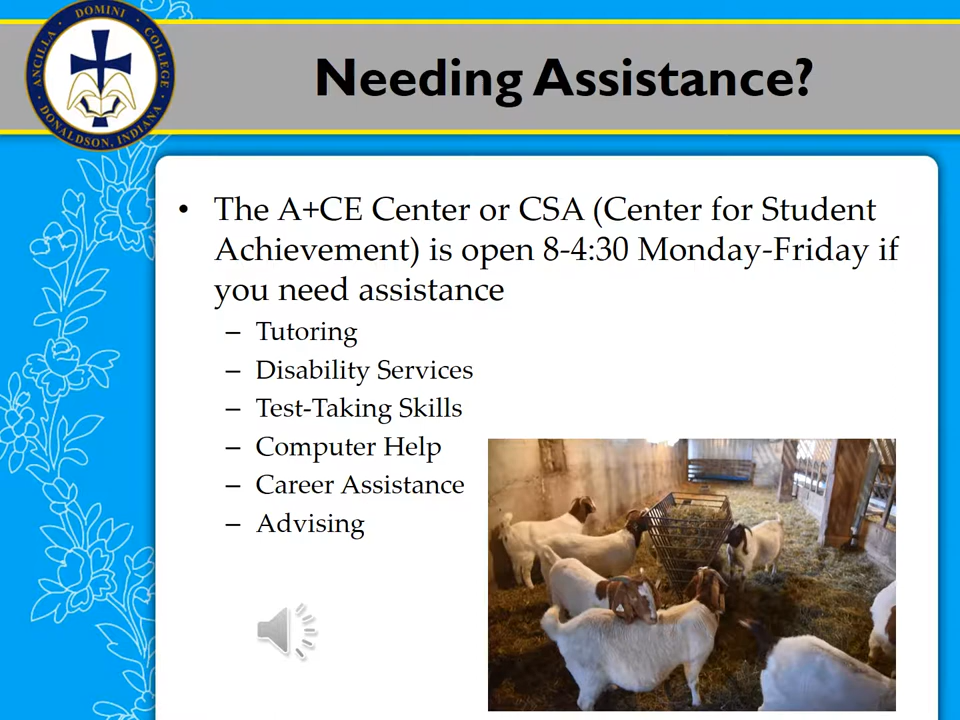 ANCILLA DOMINI COLLEGE
DONALDSON, INDIANA
Needing Assistance?
• The A+CE Center or CSA (Center for Student
Achievement) is open 8-4:30 Monday-Friday if
you need assistance
– Tutoring
– Disability Services
– Test-Taking Skills
– Computer Help
– Career Assistance
– Advising